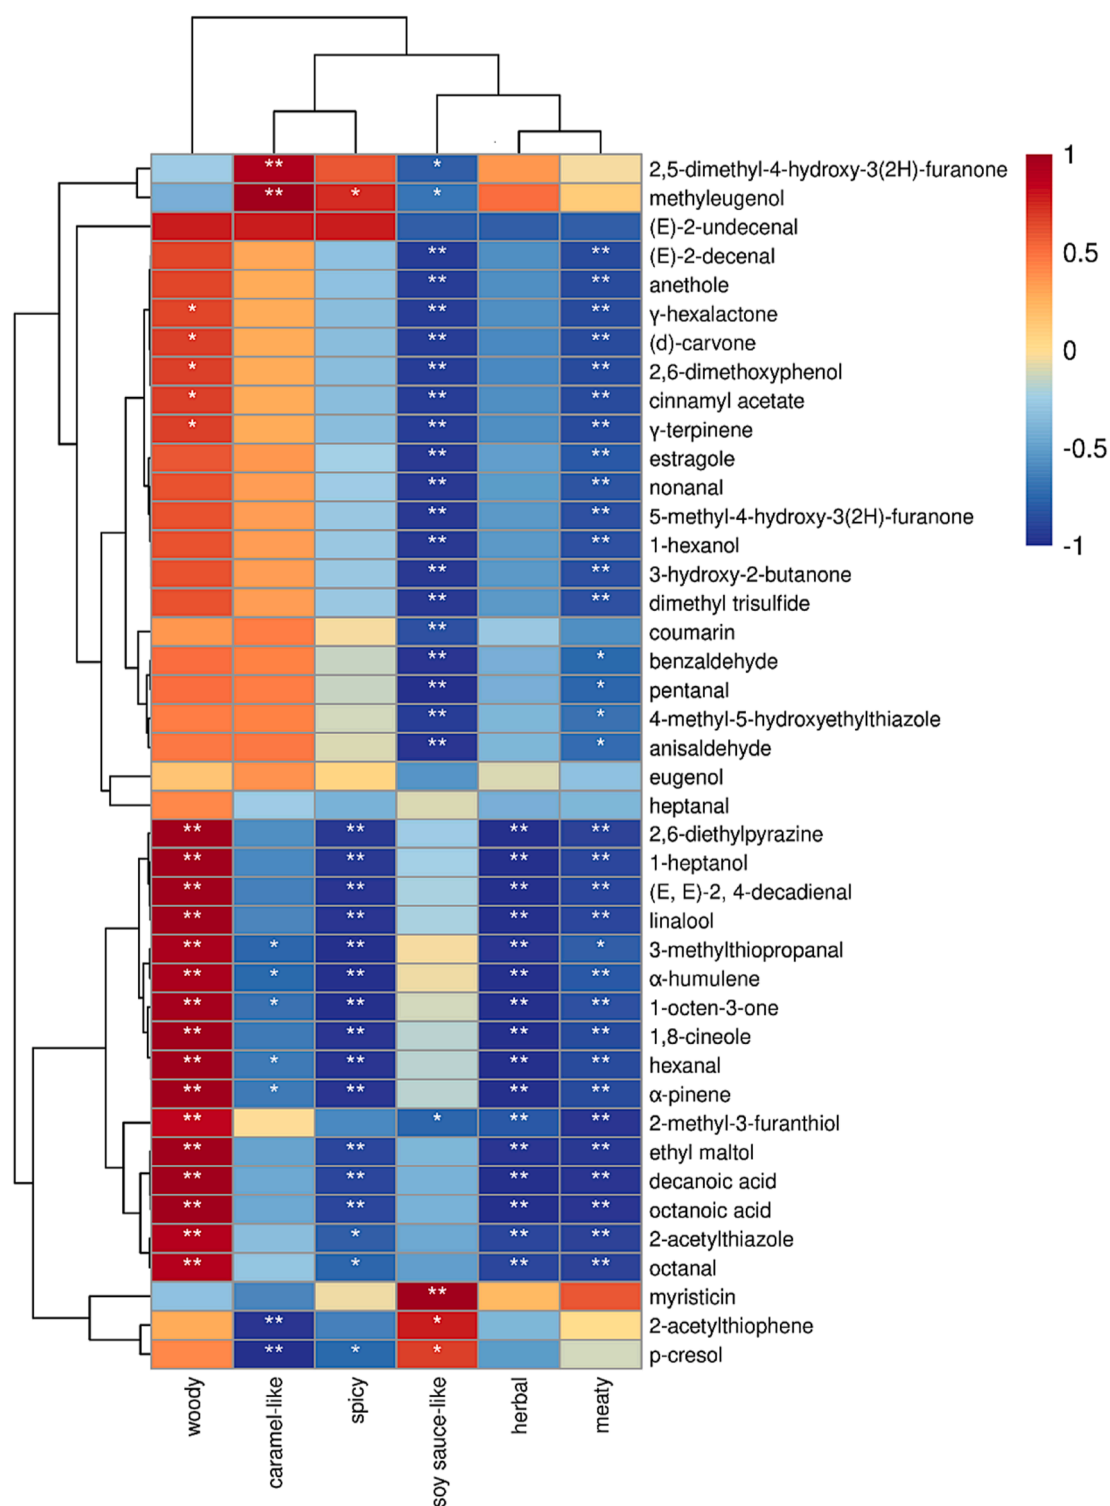 ** * 2,5-dimethyl-4-hydroxy-3(2H)-furanone
** * * methyleugenol
(E)-2-undecenal
** ** (E)-2-decenal
** ** anethole
* ** ** γ-hexalactone
* ** ** (d)-carvone
* ** ** 2,6-dimethoxyphenol
* ** ** cinnamyl acetate
* ** ** γ-terpinene
** ** estragole
** ** nonanal
** ** 5-methyl-4-hydroxy-3(2H)-furanone
** ** 1-hexanol
** ** 3-hydroxy-2-butanone
** ** dimethyl trisulfide
** coumarin
** * benzaldehyde
** * pentanal
** * 4-methyl-5-hydroxyethylthiazole
** * anisaldehyde
eugenol
heptanal
** ** ** ** 2,6-diethylpyrazine
** ** ** ** 1-heptanol
** ** ** ** (E, E)-2, 4-decadienal
** ** ** ** linalool
** * ** ** * 3-methylthiopropanal
** * ** ** ** α-humulene
** * ** ** ** 1-octen-3-one
** ** ** ** 1,8-cineole
** * ** ** ** hexanal
** * ** ** ** α-pinene
** * ** ** 2-methyl-3-furanthiol
** ** ** ** ethyl maltol
** ** ** ** decanoic acid
** ** ** ** octanoic acid
** * ** ** 2-acetylthiazole
** * ** ** octanal
** myristicin
** * 2-acetylthiophene
** * * p-cresol
woody
caramel-like
spicy
soy sauce-like
herbal
meaty
1
0.5
0
-0.5
-1